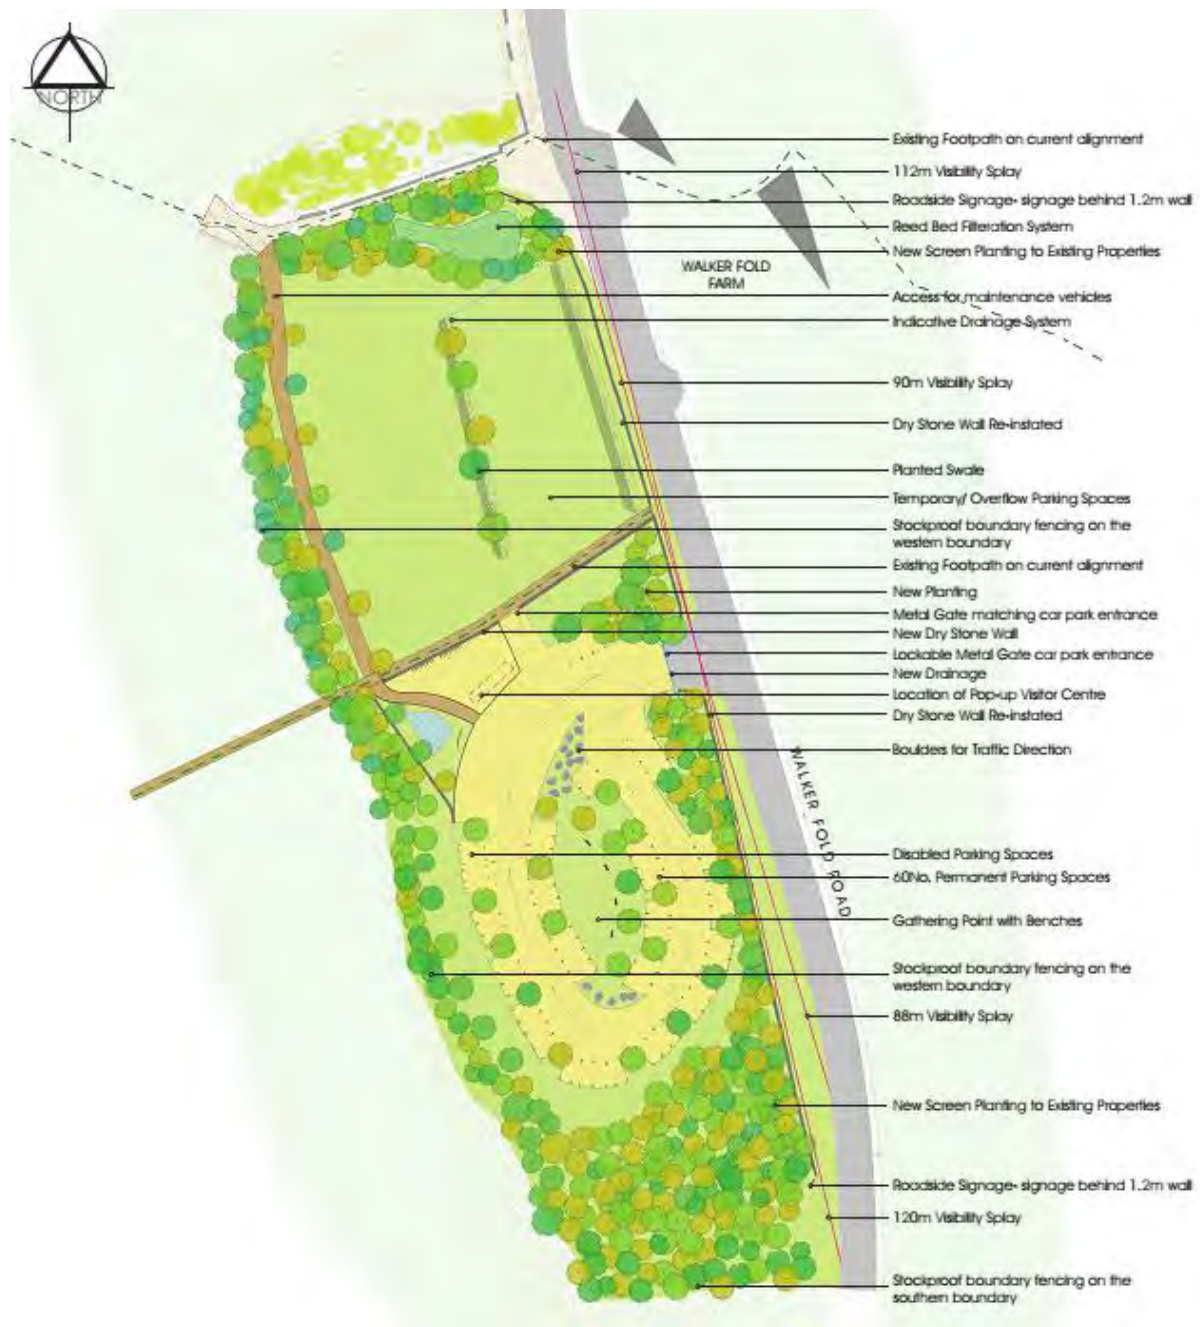 NORTH
Existing Footpath on current alignment
112m Visibility Splay
Roadside Signage- signage behind 1.2m wall
Reed Bed Filteration System
New Screen Planting to Existing Properties
WALKER FOLD
FARM
Access for maintenance vehicles
Indicative Drainage System
90m Visibility Splay
Dry Stone Wall Re-instated
Planted Swale
Temporary/ Overflow Parking Spaces
Stockproof boundary fencing on the
western boundary
Existing Footpath on current alignment
New Planting
Metal Gate matching car park entrance
New Dry Stone Wall
Lockable Metal Gate car park entrance
New Drainage
Location of Pop-up Visitor Centre
Dry Stone Wall Re-instated
Boulders for Traffic Direction
WALKER FOLD ROAD
Disabled Parking Spaces
60No. Permanent Parking Spaces
Gathering Point with Benches
Stockproof boundary fencing on the
western boundary
88m Visibility Splay
New Screen Planting to Existing Properties
Roadside Signage- signage behind 1.2m wall
120m Visibility Splay
Stockproof boundary fencing on the
southern boundary